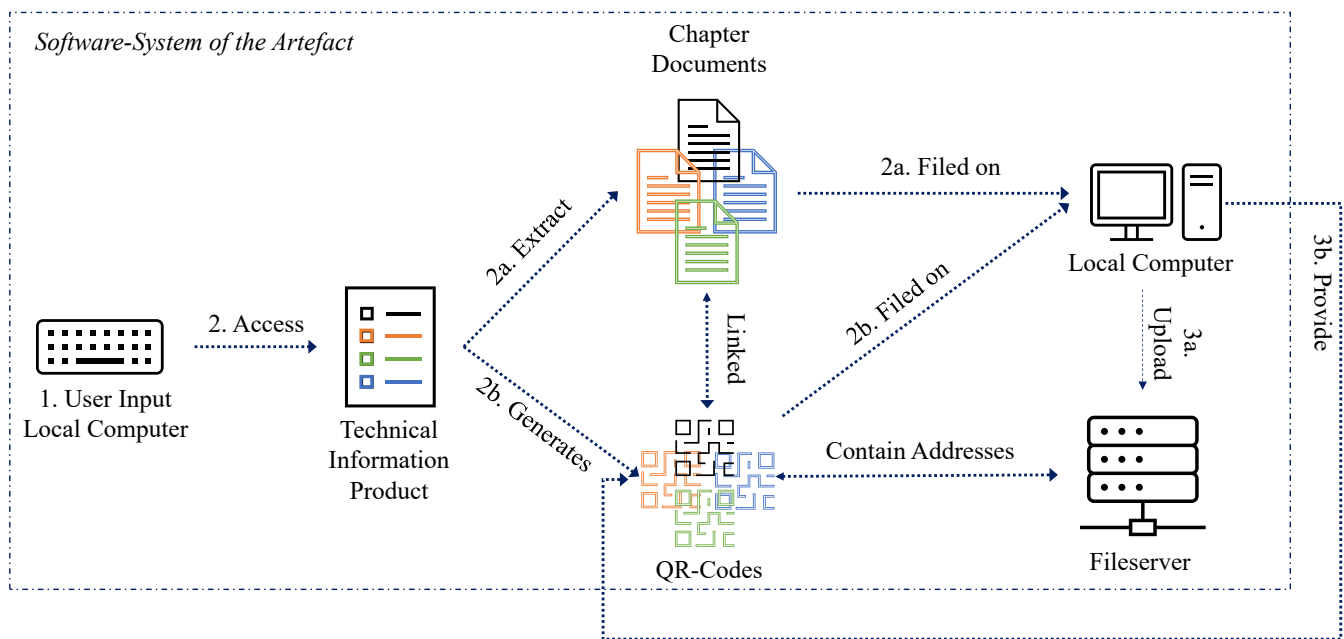 Software-System of the Artefact
Chapter
Documents
2a. Filed on
2a. Extract
Local Computer
3b. Provide
2b. Filed on
Linked
3a.
Upload
2. Access
1. User Input
Local Computer
Technical
Information
Product
2b. Generates
Contain Addresses
QR-Codes
Fileserver